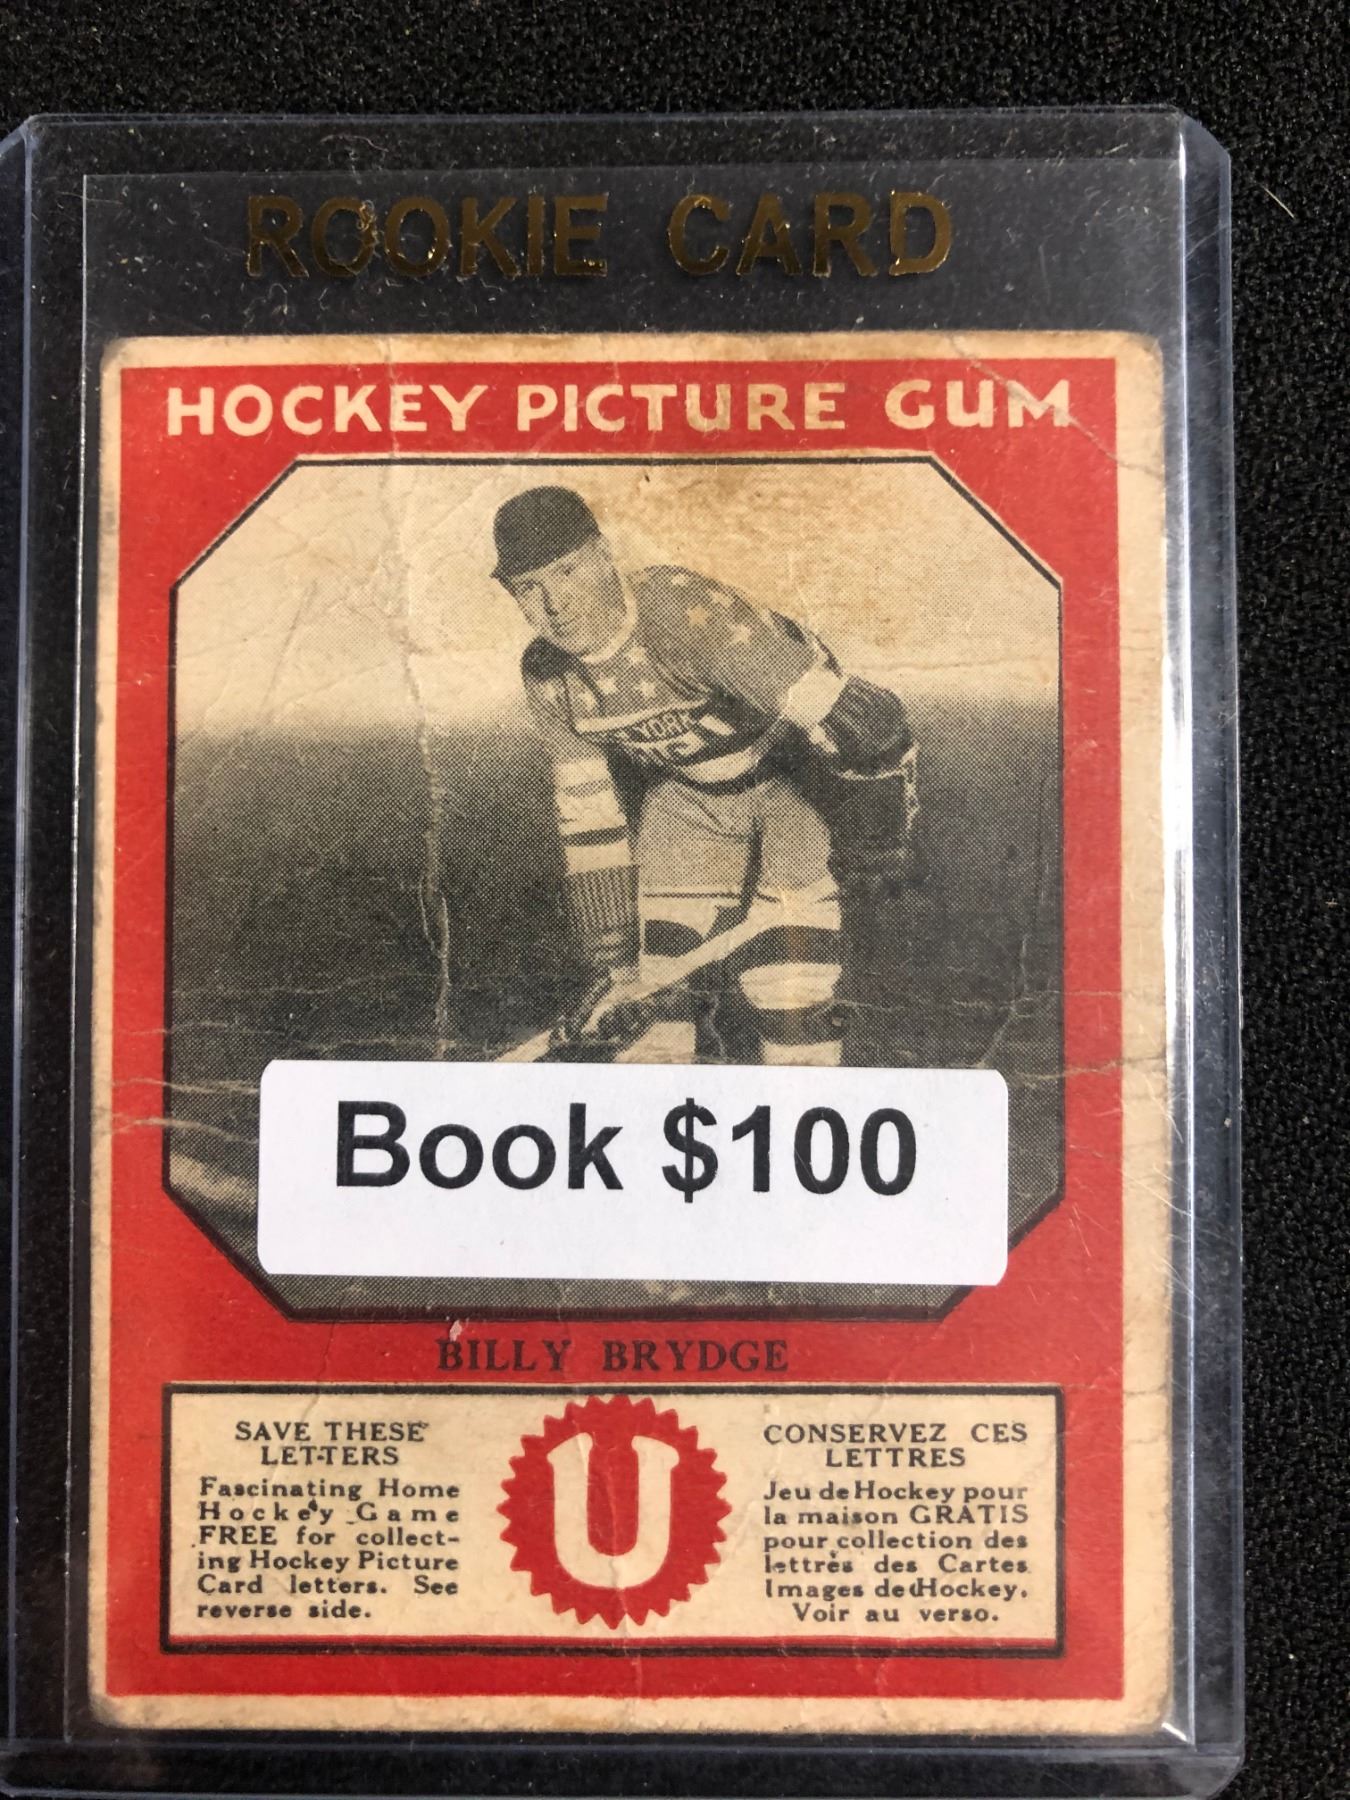 ROOKIE CARD
HOCKEY PICTURE GUM
YORK
Book $100
BILLY BRYDGE
SAVE THESE
LETTERS
Fascinating Home
Hockey Game
FREE for collect-
ing Hockey Picture
Card letters. See
reverse side.
U
CONSERVEZ CES
LETTRES
Jeu de Hockey pour
la maison GRATIS
pour collection des
lettres des Cartes
Images de Hockey.
Voir au verso.